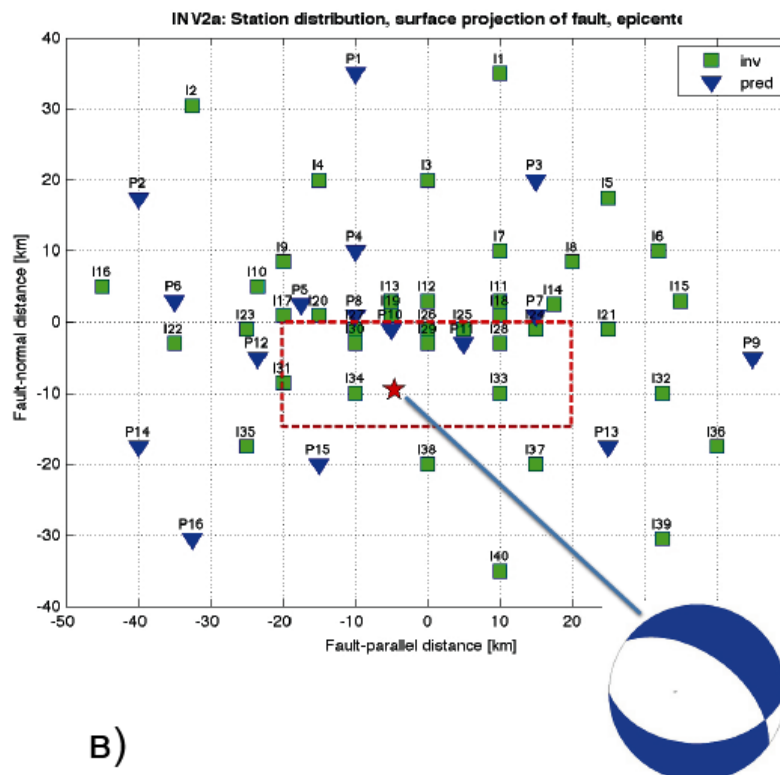 INV2a: Station distribution, surface projection of fault, epicente
40
P1
I1
inv
pred
I2
30
P2
I4
I3
P3
I5
20
P4
I7
I6
I9
I8
10
I16
P6
I10
P5
I13
I12
I11
I14
I15
I17
I20
P8
I19
I18
P7
0
I22
I23
I27
P10
I26
I25
I24
I21
P12
I30
I29
P11
I28
P9
I31
I34
I33
I32
-10
P14
I35
P15
I38
I37
P13
I36
-20
P16
I39
-30
I40
-40
-50
-30
-20
-10
0
10
20
Fault-parallel distance [km]
Fault-normal distance [km]
B)